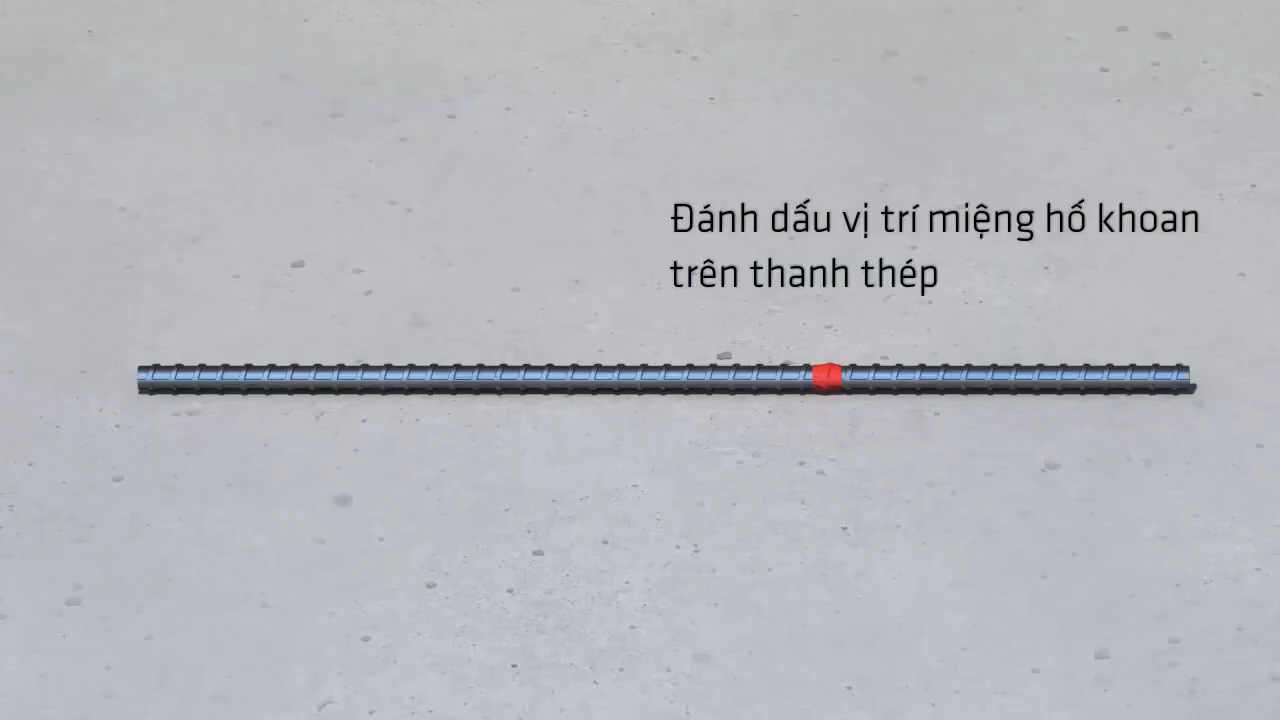 Đánh dấu vị trí miệng hố khoan
trên thanh thép